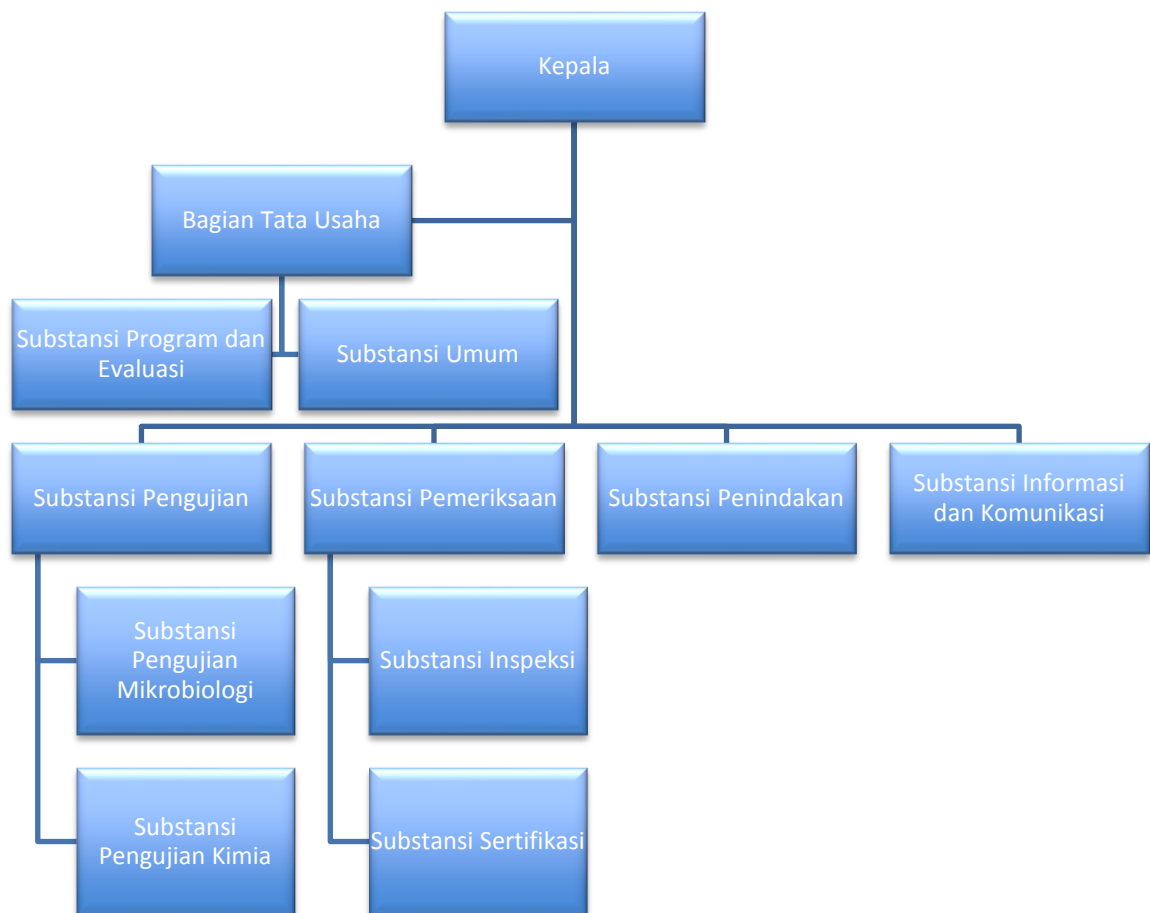 Kepala
Bagian Tata Usaha
Substansi Program dan
Evaluasi
Substansi Umum
Substansi Pengujian
Substansi Pemeriksaan
Substansi Penindakan
Substansi Informasi
dan Komunikasi
Substansi
Pengujian
Mikrobiologi
Substansi Inspeksi
Substansi
Pengujian Kimia
Substansi Sertifikasi